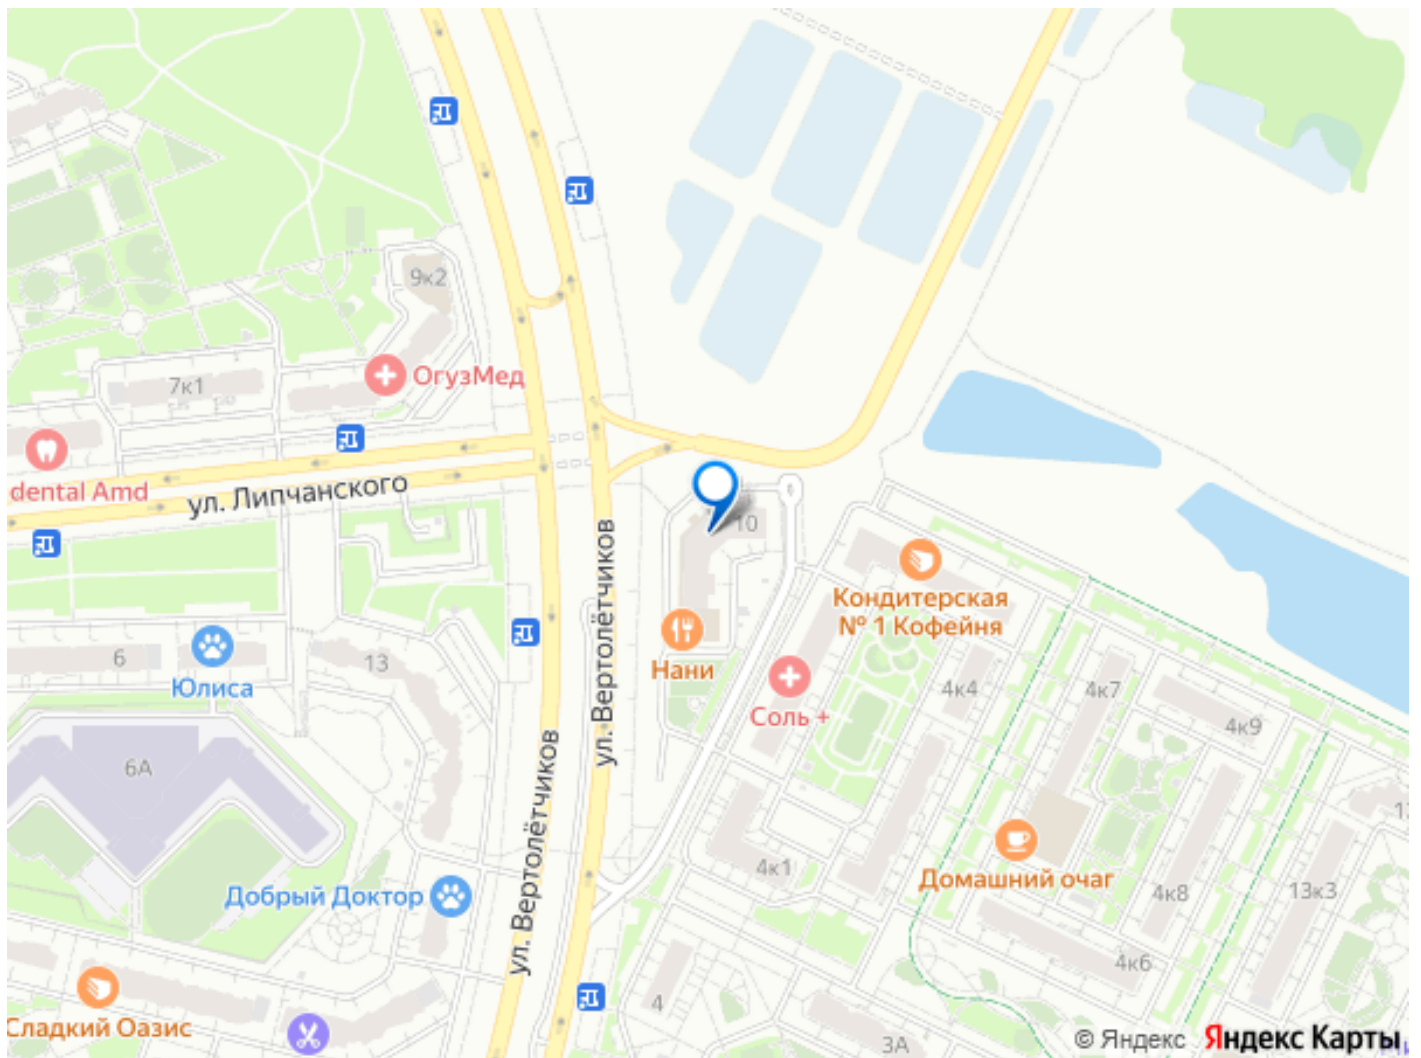 9к2
7к1
ОгузМед
dental Amd
ул. Липчанского
10
ул. Вертолётчиков
Кондитерская
№ 1 Кофейня
Нани
6
Юлиса
13
Соль +
4к4
4к7
4к9
6А
ул. Вертолётчиков
4к1
Домашний очаг
4к8
13к3
Добрый Доктор
4к6
4
Сладкий Оазис
3А
© Яндекс Яндекс Карты